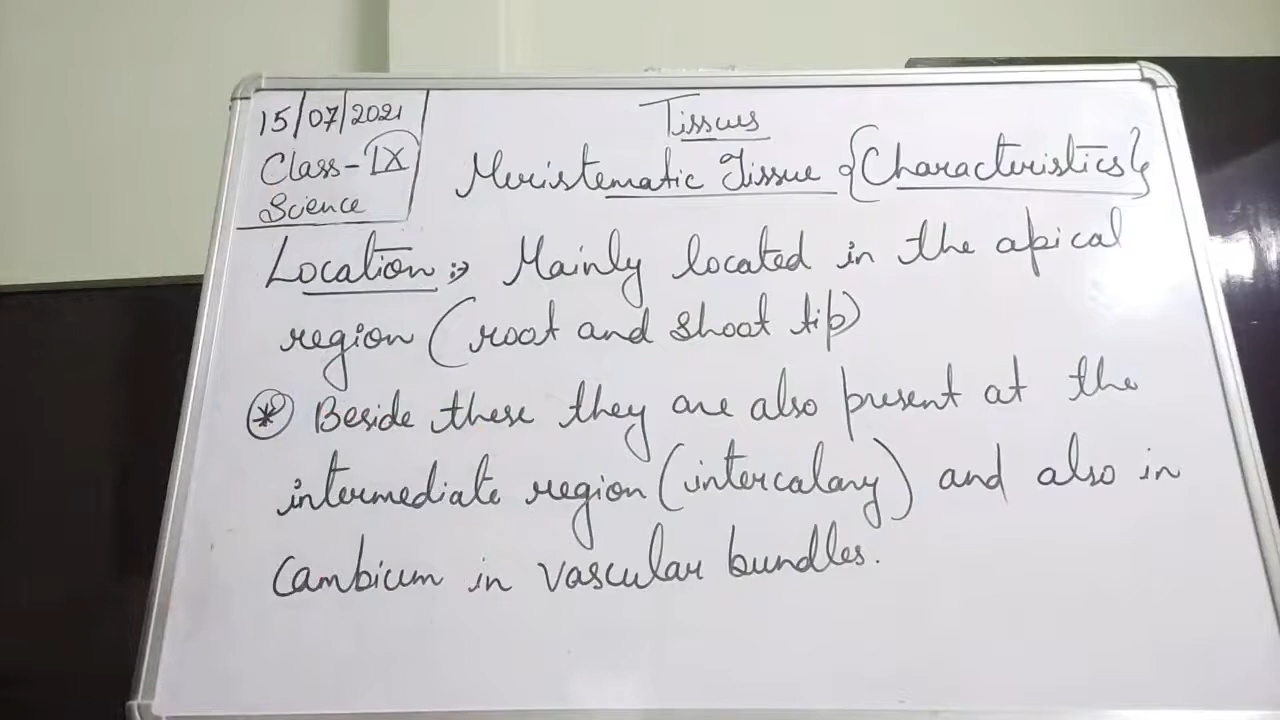 15/07/2021
Class-IX
Science
Tissues
Meristematic Tissue {Characteristics}
Location :→ Mainly located in the apical
region (root and shoot tip)
* Beside these they are also present at the
intermediate region (intercalary) and also in
Cambium in vascular bundles.